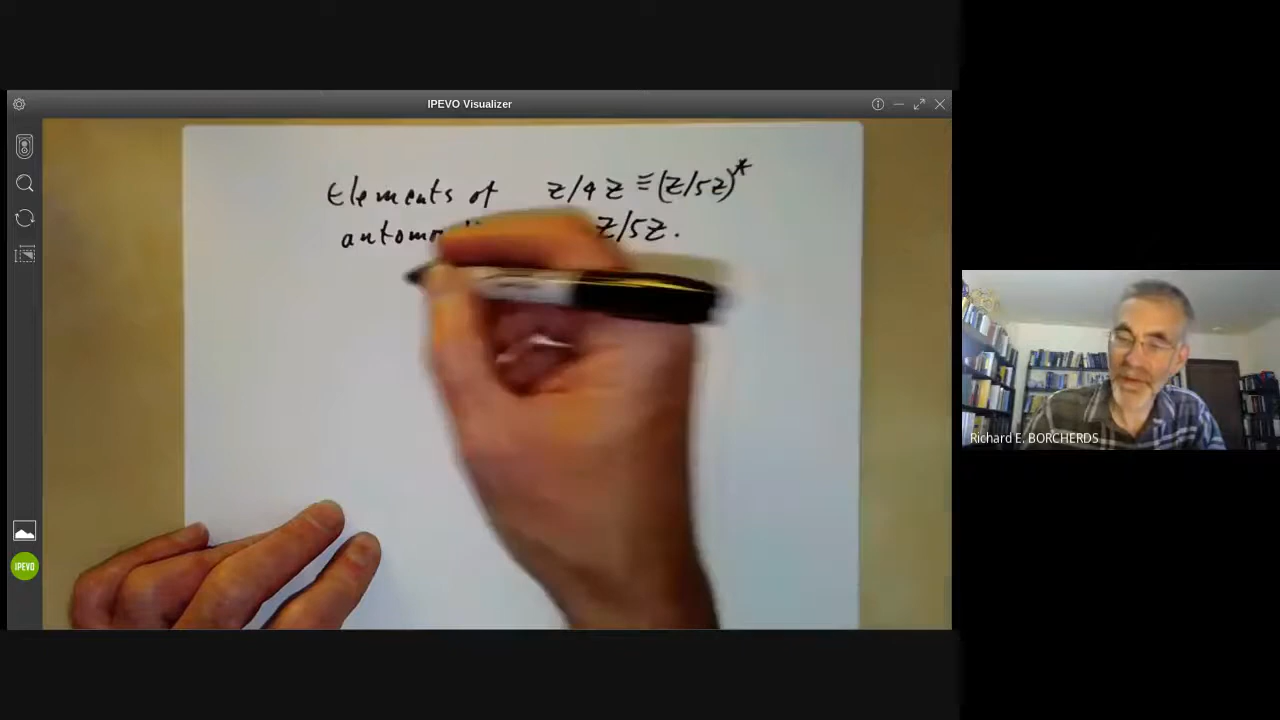 IPEVO Visualizer
Elements of Z/4Z ≡ (Z/5Z)*
Z/5Z.
IPEVO
Richard E. BORCHERDS